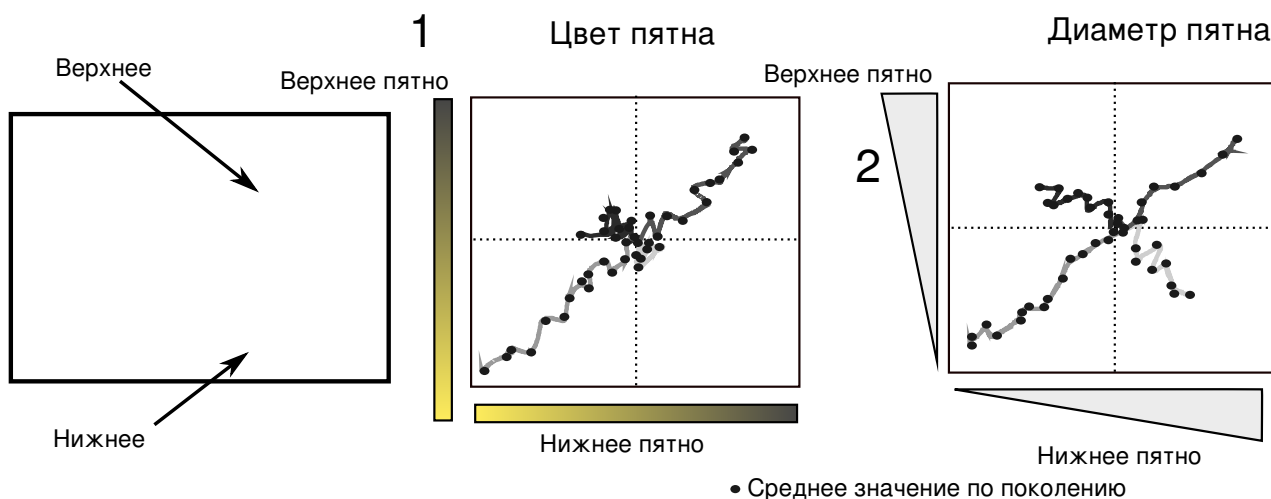 1
Цвет пятна
Диаметр пятна
Верхнее
Верхнее пятно
Верхнее пятно
2
Нижнее
Нижнее пятно
Нижнее пятно
Среднее значение по поколению